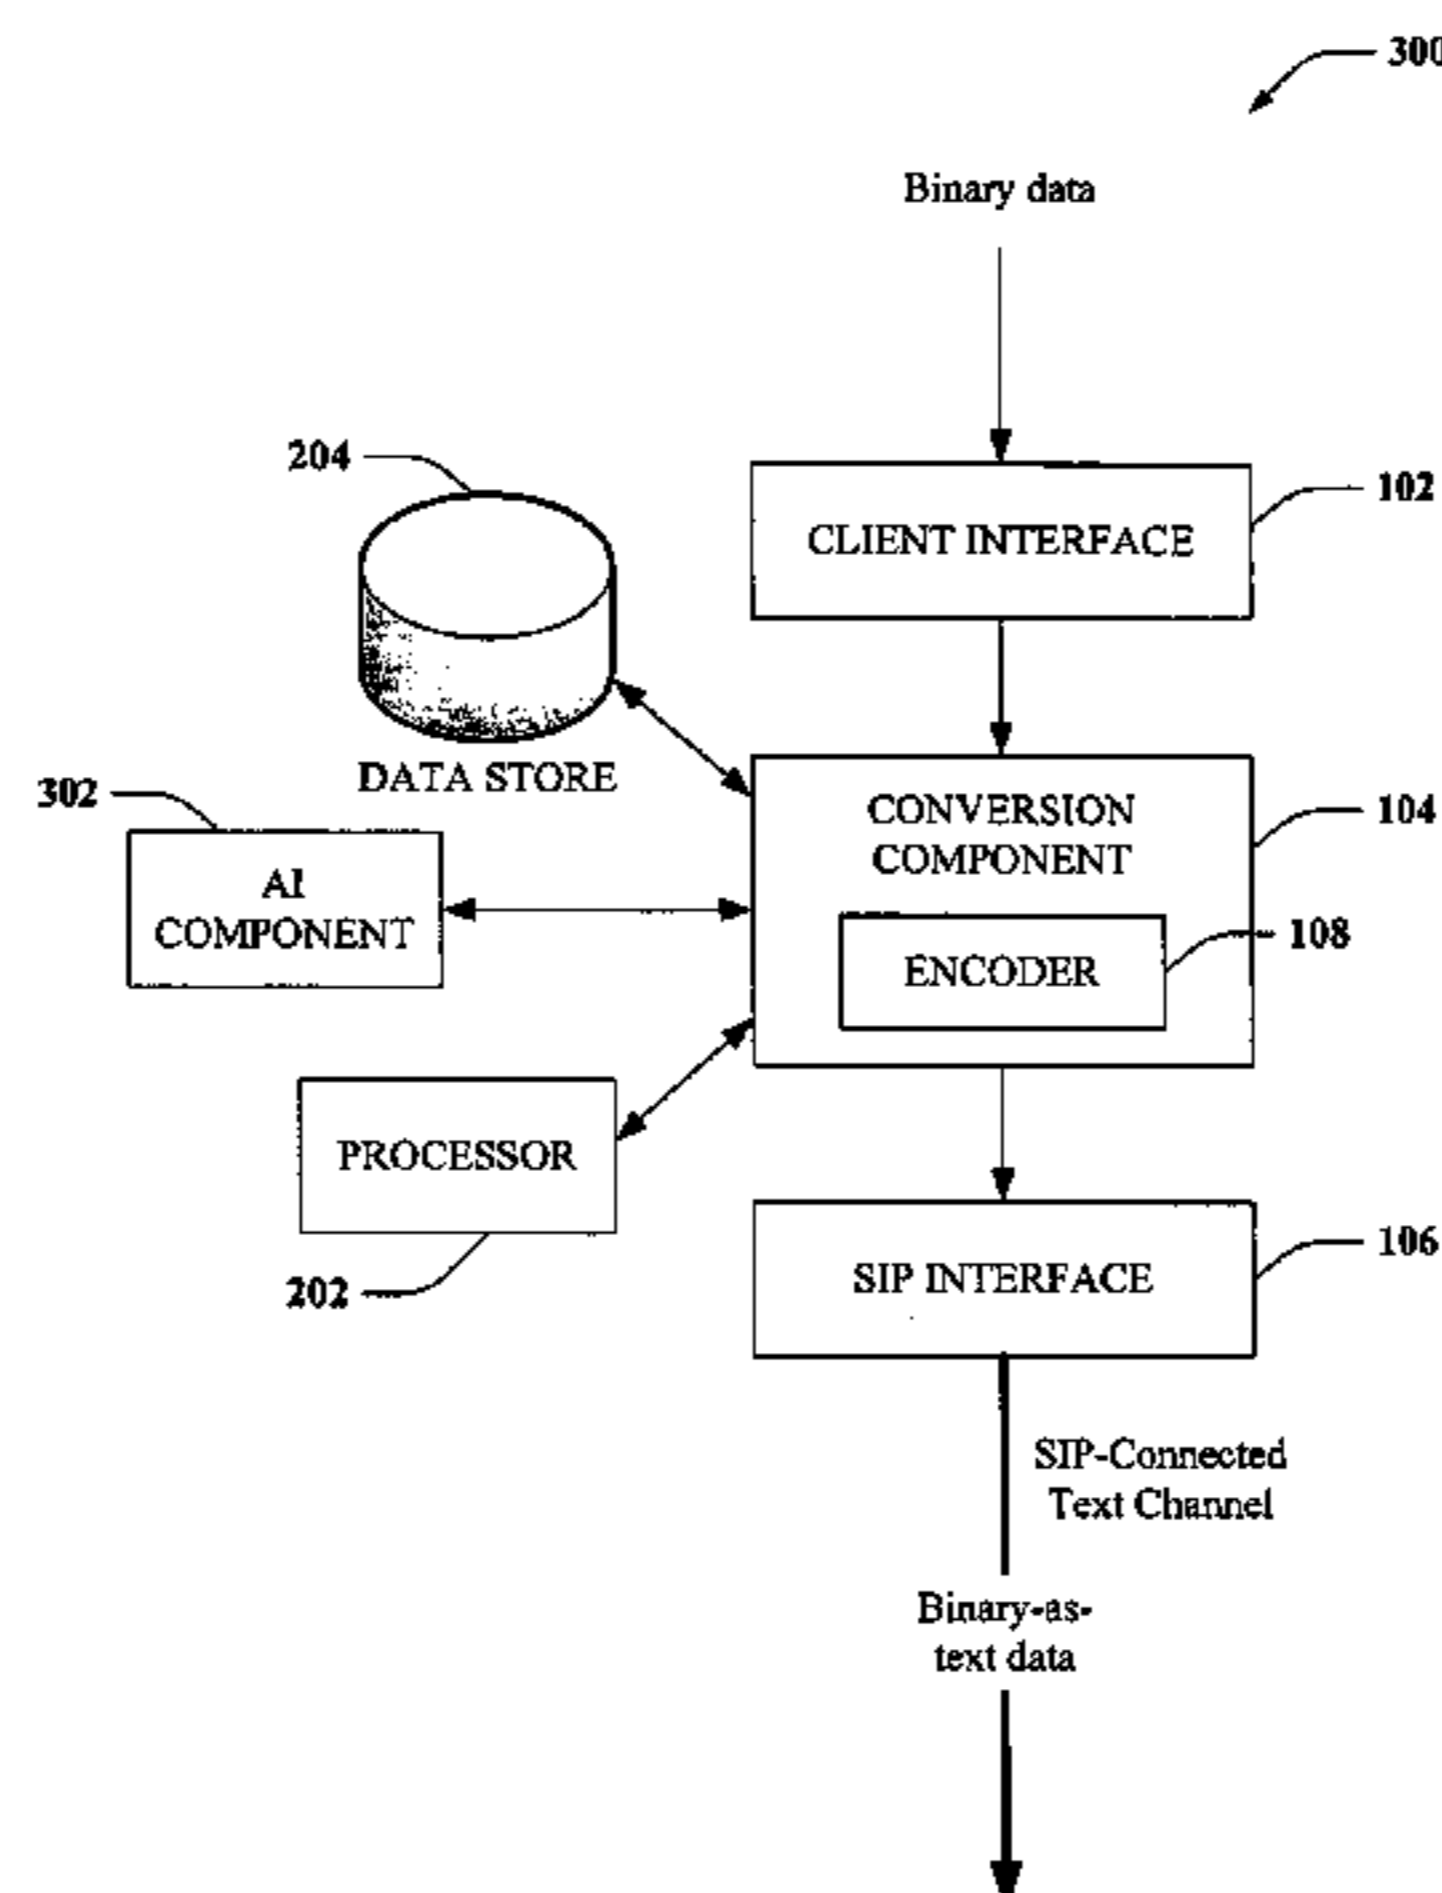 300
Binary data
204
102
CLIENT INTERFACE
DATA STORE
302
CONVERSION
COMPONENT
104
AI
COMPONENT
108
ENCODER
PROCESSOR
202
SIP INTERFACE
106
SIP-Connected
Text Channel
Binary-as-
text data